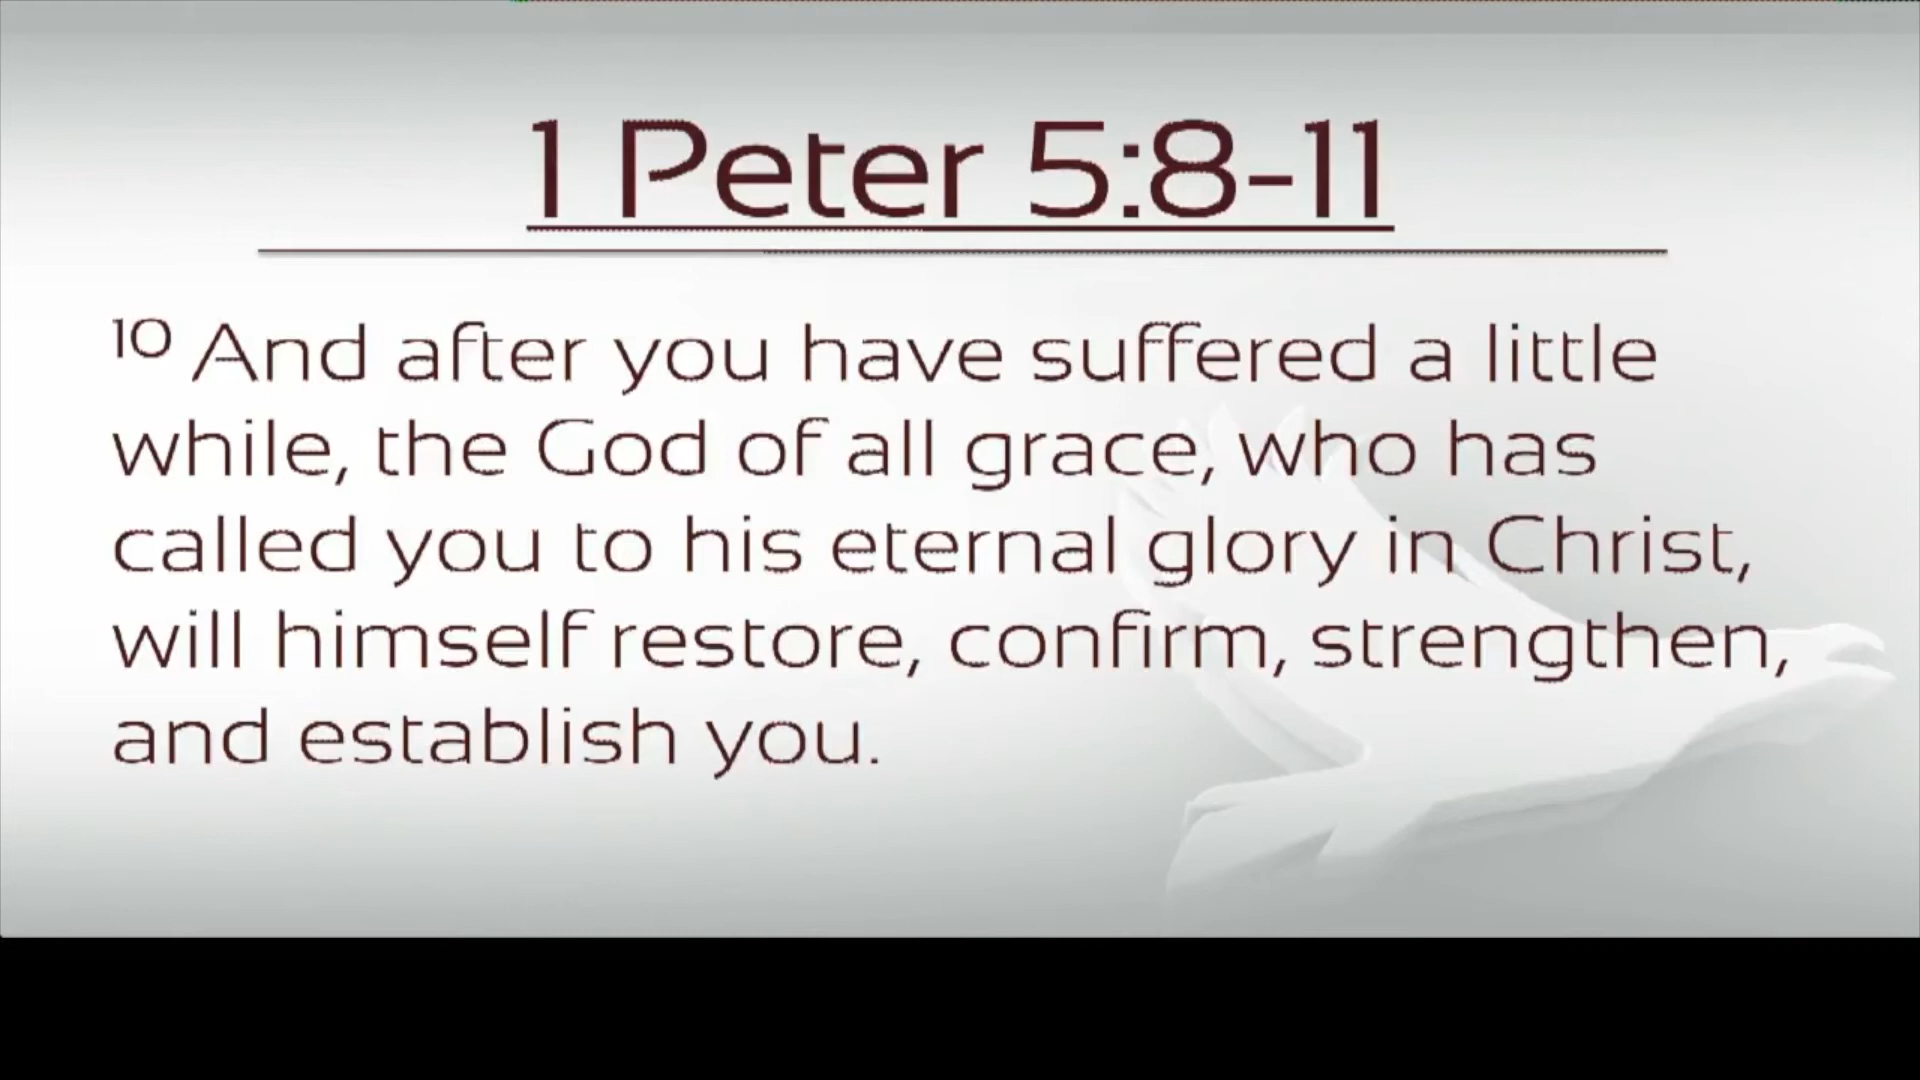 1 Peter 5:8-11
10 And after you have suffered a little
while, the God of all grace, who has
called you to his eternal glory in Christ,
will himself restore, confirm, strengthen,
and establish you.